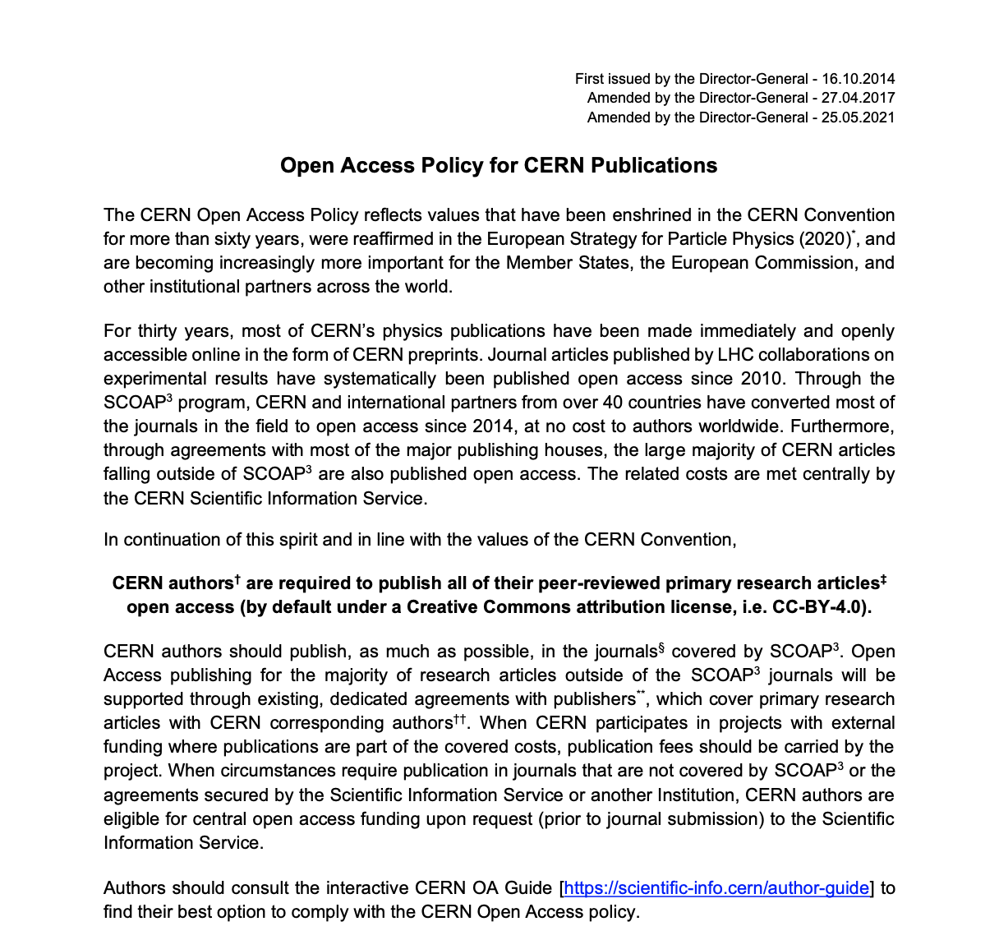 First issued by the Director-General - 16.10.2014
Amended by the Director-General - 27.04.2017
Amended by the Director-General - 25.05.2021
Open Access Policy for CERN Publications
The CERN Open Access Policy reflects values that have been enshrined in the CERN Convention
for more than sixty years, were reaffirmed in the European Strategy for Particle Physics (2020)*, and
are becoming increasingly more important for the Member States, the European Commission, and
other institutional partners across the world.
For thirty years, most of CERN's physics publications have been made immediately and openly
accessible online in the form of CERN preprints. Journal articles published by LHC collaborations on
experimental results have systematically been published open access since 2010. Through the
SCOAP³ program, CERN and international partners from over 40 countries have converted most of
the journals in the field to open access since 2014, at no cost to authors worldwide. Furthermore,
through agreements with most of the major publishing houses, the large majority of CERN articles
falling outside of SCOAP³ are also published open access. The related costs are met centrally by
the CERN Scientific Information Service.
In continuation of this spirit and in line with the values of the CERN Convention,
CERN authors† are required to publish all of their peer-reviewed primary research articles‡
open access (by default under a Creative Commons attribution license, i.e. CC-BY-4.0).
CERN authors should publish, as much as possible, in the journals§ covered by SCOAP³. Open
Access publishing for the majority of research articles outside of the SCOAP³ journals will be
supported through existing, dedicated agreements with publishers**, which cover primary research
articles with CERN corresponding authors††. When CERN participates in projects with external
funding where publications are part of the covered costs, publication fees should be carried by the
project. When circumstances require publication in journals that are not covered by SCOAP³ or the
agreements secured by the Scientific Information Service or another Institution, CERN authors are
eligible for central open access funding upon request (prior to journal submission) to the Scientific
Information Service.
Authors should consult the interactive CERN OA Guide [https://scientific-info.cern/author-guide] to
find their best option to comply with the CERN Open Access policy.